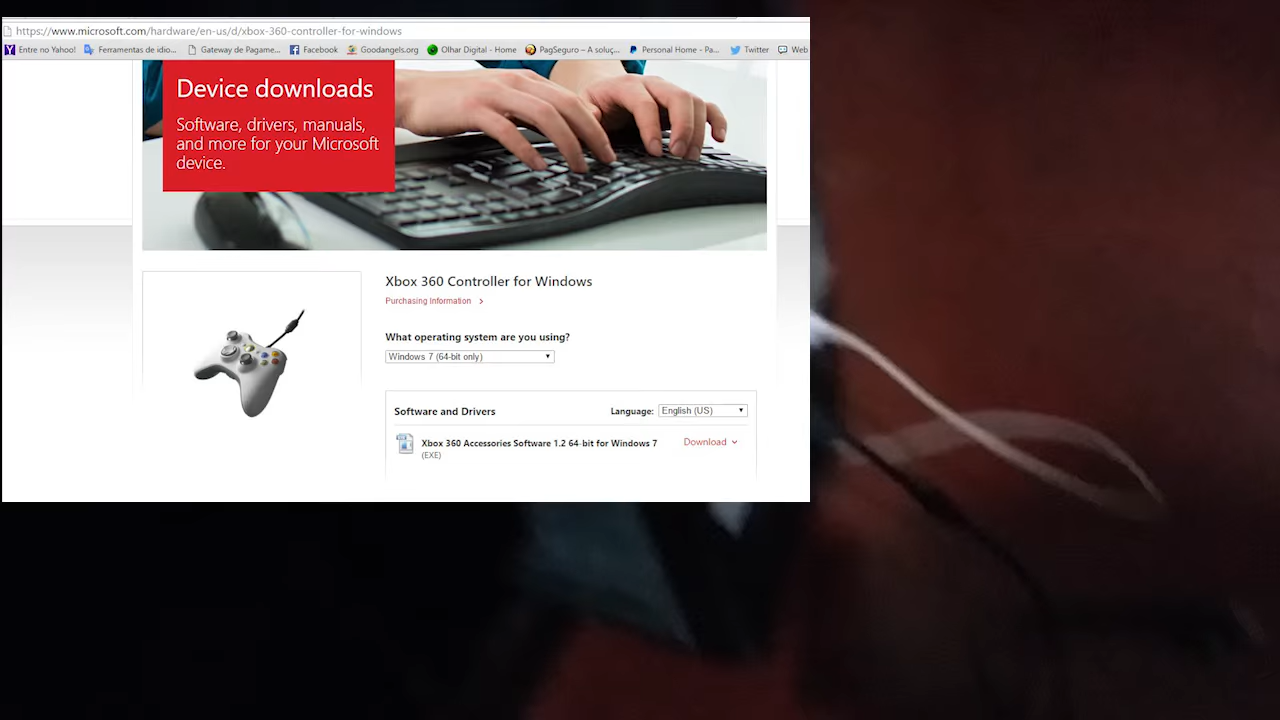 https://www.microsoft.com/hardware/en-us/d/xbox-360-controller-for-windows
Entre no Yahoo! Ferramentas de idio... Gateway de Pagame... Facebook Goodangels.org Olhar Digital - Home PagSeguro – A soluç... Personal Home - Pa... Twitter Web
Device downloads
Software, drivers, manuals,
and more for your Microsoft
device.
Xbox 360 Controller for Windows
Purchasing Information
What operating system are you using?
Windows 7 (64-bit only)
Software and Drivers Language: English (US)
Xbox 360 Accessories Software 1.2 64-bit for Windows 7 Download
(EXE)